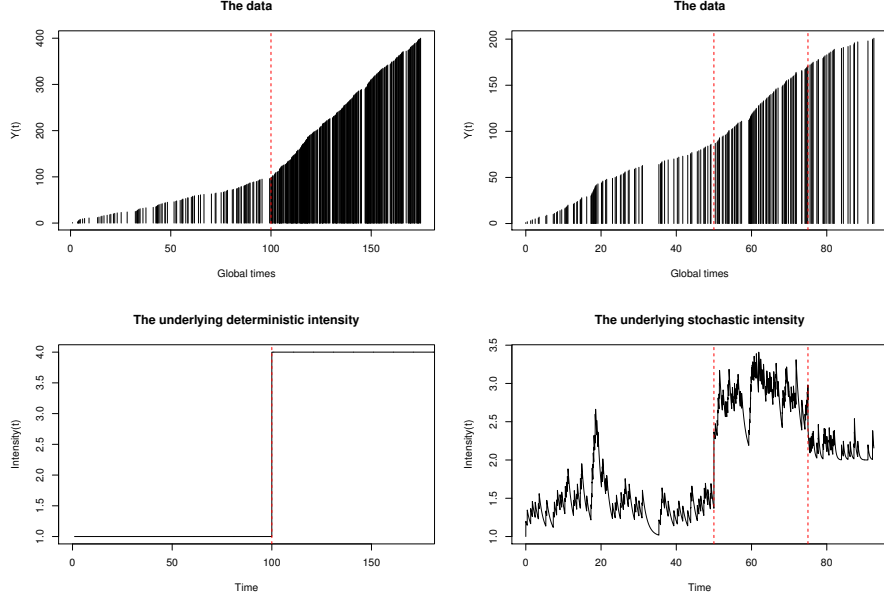 The data
Y(t)
400
300
200
100
0
0 50 100 150
Global times
The data
Y(t)
200
150
100
50
0
0 20 40 60 80
Global times
The underlying deterministic intensity
Intensity(t)
4.0
3.5
3.0
2.5
2.0
1.5
1.0
0 50 100 150
Time
The underlying stochastic intensity
Intensity(t)
3.5
3.0
2.5
2.0
1.5
1.0
0 20 40 60 80
Time